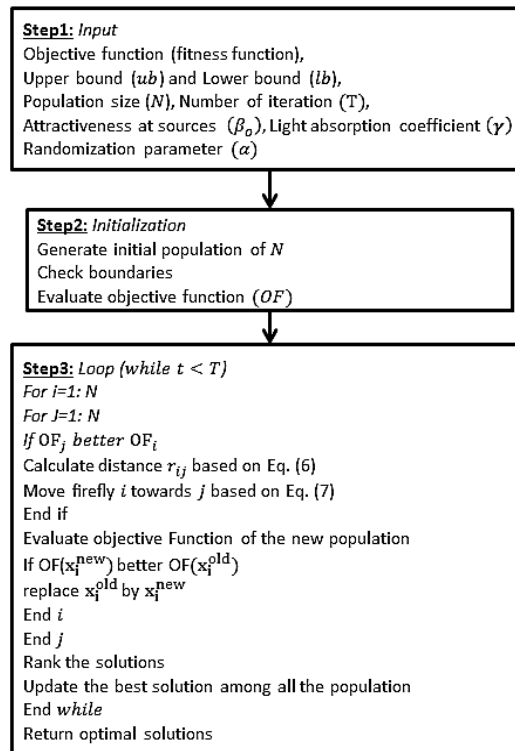 Step1: Input
Objective function (fitness function),
Upper bound (ub) and Lower bound (lb),
Population size (N), Number of iteration (T),
Attractiveness at sources (βₒ), Light absorption coefficient (γ)
Randomization parameter (α)
Step2: Initialization
Generate initial population of N
Check boundaries
Evaluate objective function (OF)
Step3: Loop (while t < T)
For i=1: N
For J=1: N
If OFⱼ better OFᵢ
Calculate distance rᵢⱼ based on Eq. (6)
Move firefly i towards j based on Eq. (7)
End if
Evaluate objective Function of the new population
If OF(xᵢⁿᵉʷ) better OF(xᵢᵒˡᵈ)
replace xᵢᵒˡᵈ by xᵢⁿᵉʷ
End i
End j
Rank the solutions
Update the best solution among all the population
End while
Return optimal solutions